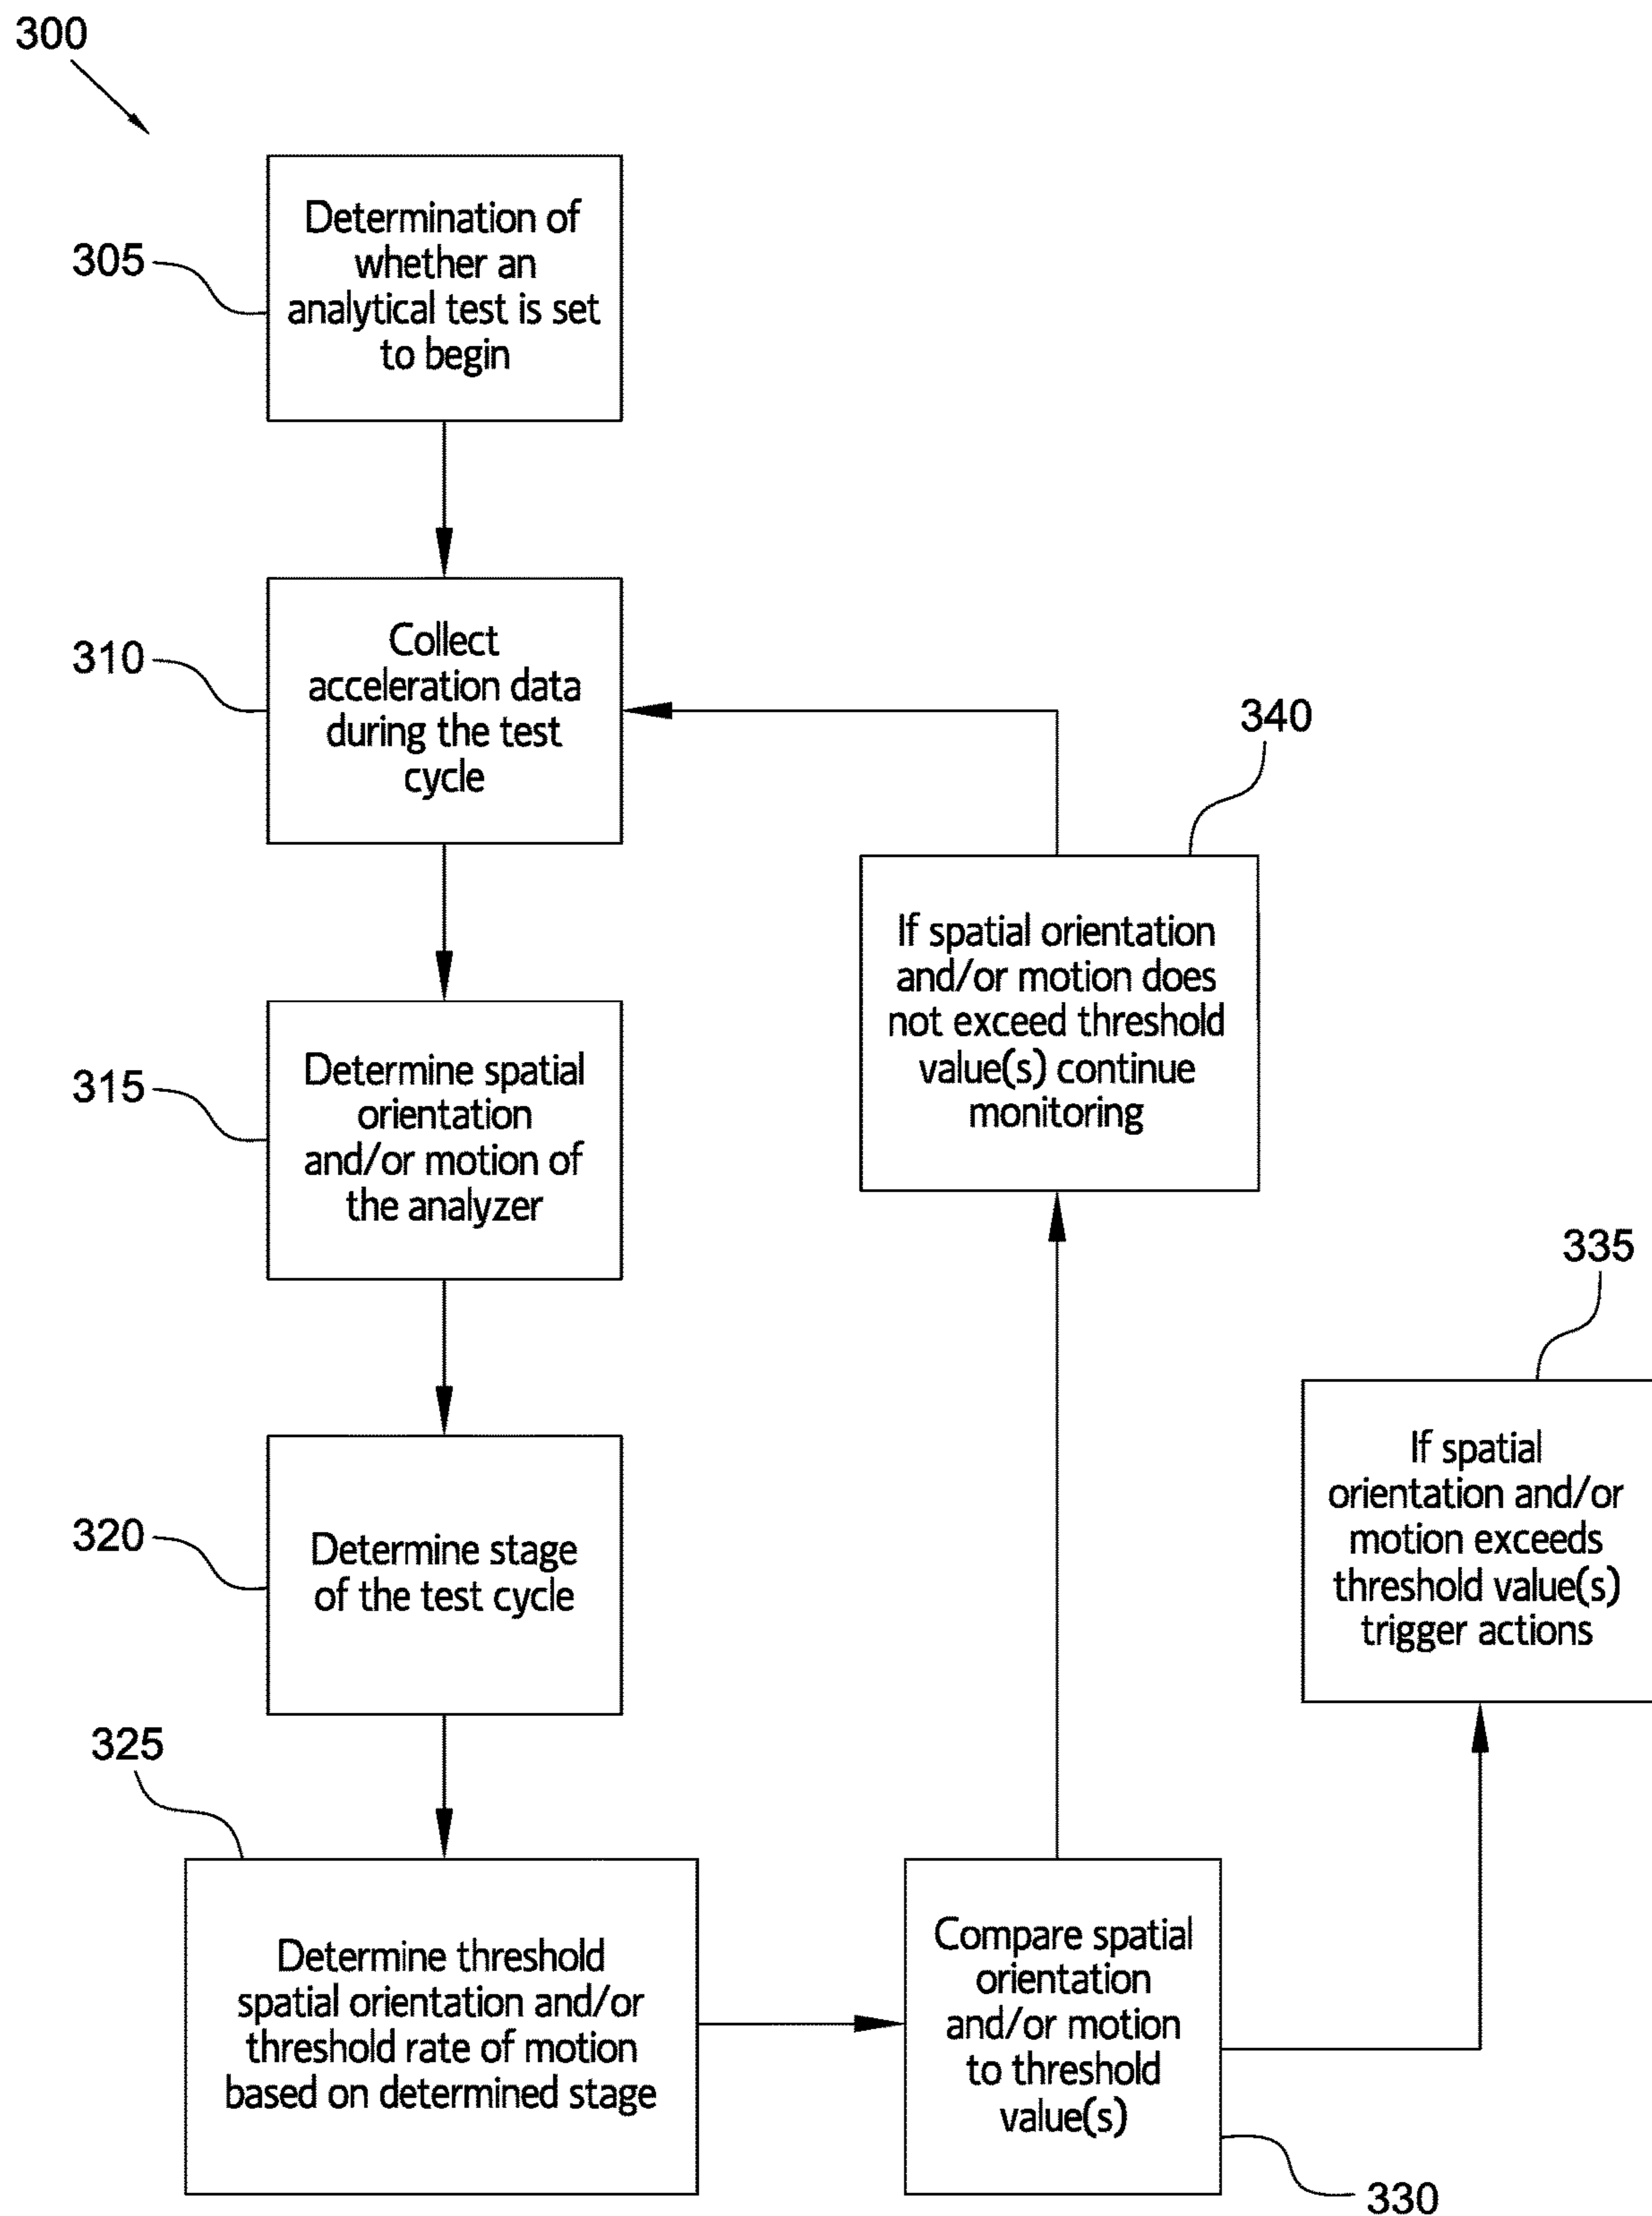 300
305
Determination of
whether an
analytical test is set
to begin
310
Collect
acceleration data
during the test
cycle
315
Determine spatial
orientation
and/or motion of
the analyzer
320
Determine stage
of the test cycle
325
Determine threshold
spatial orientation and/or
threshold rate of motion
based on determined stage
330
Compare spatial
orientation
and/or motion
to threshold
value(s)
340
If spatial orientation
and/or motion does
not exceed threshold
value(s) continue
monitoring
335
If spatial
orientation and/or
motion exceeds
threshold value(s)
trigger actions